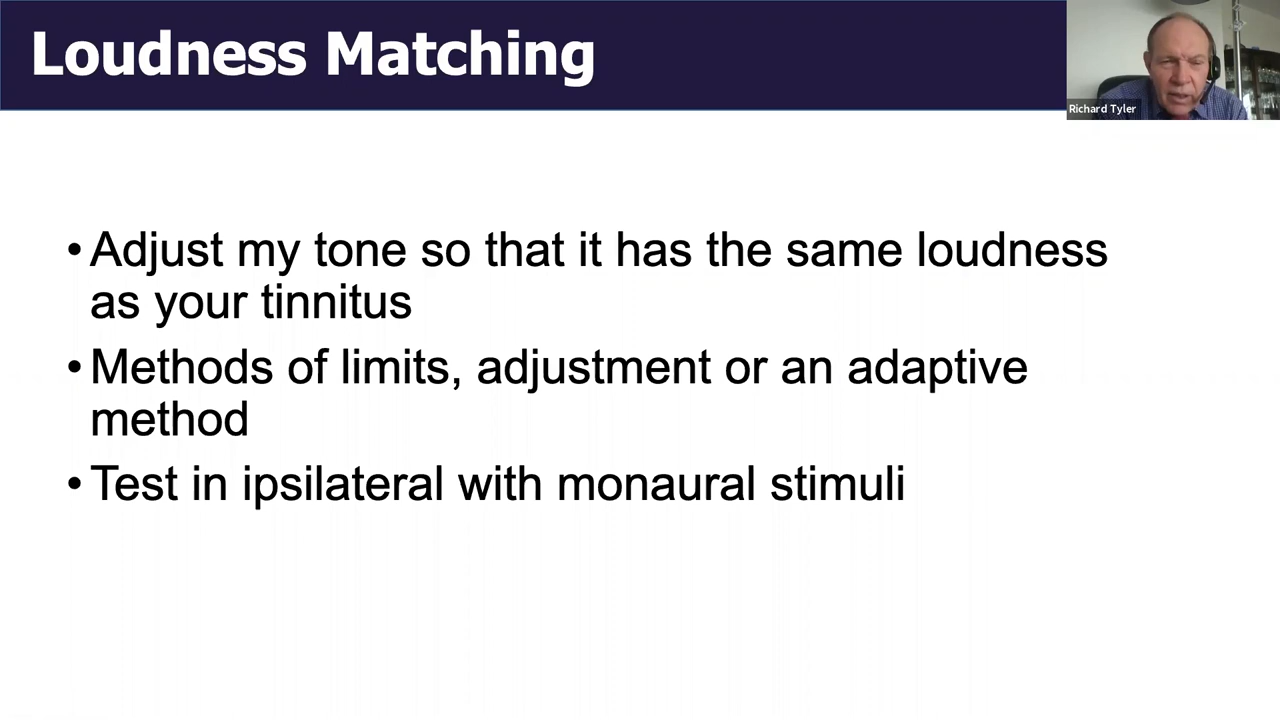 Loudness Matching
Richard Tyler
• Adjust my tone so that it has the same loudness
as your tinnitus
• Methods of limits, adjustment or an adaptive
method
• Test in ipsilateral with monaural stimuli